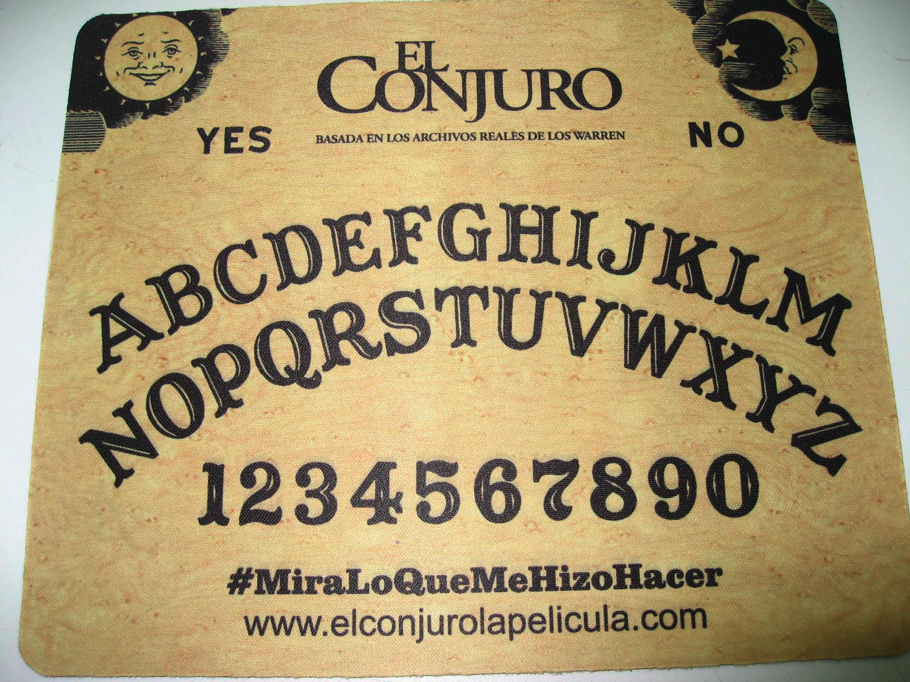 EL
CONJURO
BASADA EN LOS ARCHIVOS REALES DE LOS WARREN
YES NO
ABCDEFGHIJKLM
NOPQRSTUVWXYZ
1234567890
#MiraLoQueMeHizoHacer
www.elconjurolapelicula.com